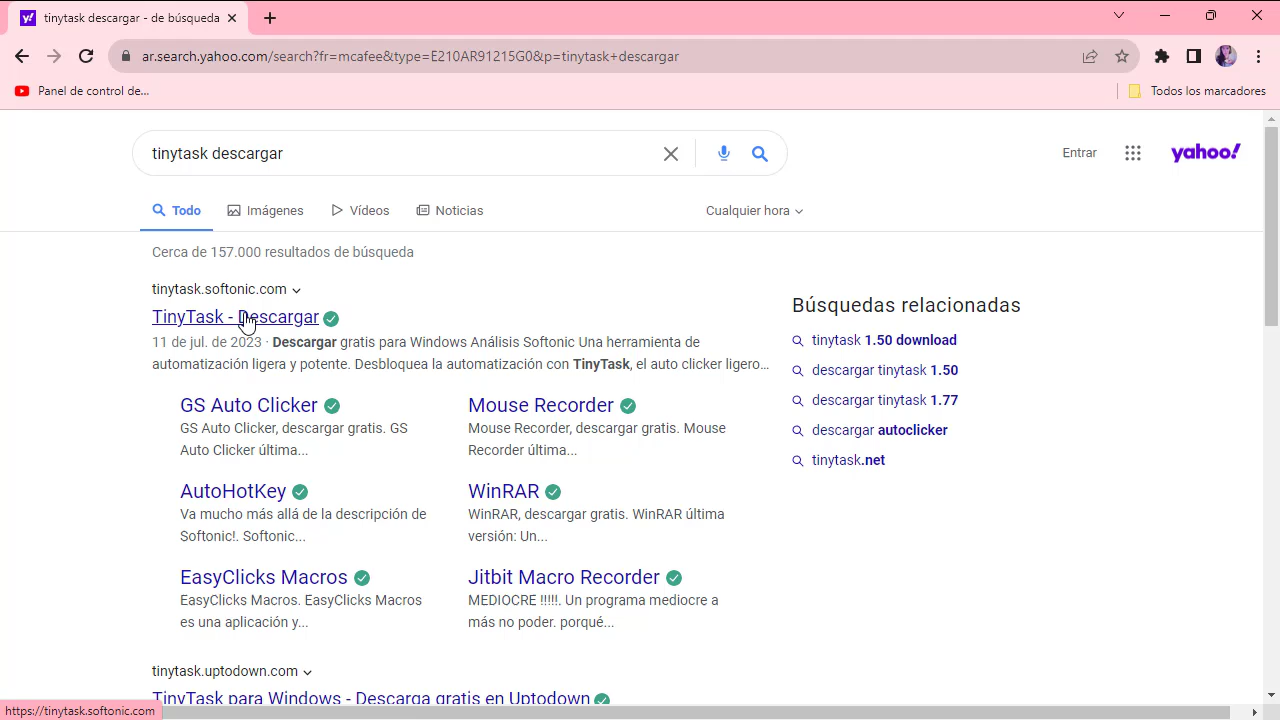 tinytask descargar - de búsqueda
ar.search.yahoo.com/search?fr=mcafee&type=E210AR91215G0&p=tinytask+descargar
Panel de control de...
Todos los marcadores
tinytask descargar
Entrar
yahoo!
Todo
Imágenes
Vídeos
Noticias
Cualquier hora
Cerca de 157.000 resultados de búsqueda
tinytask.softonic.com
TinyTask - Descargar
11 de jul. de 2023 · Descargar gratis para Windows Análisis Softonic Una herramienta de
automatización ligera y potente. Desbloquea la automatización con TinyTask, el auto clicker ligero...
GS Auto Clicker
GS Auto Clicker, descargar gratis. GS
Auto Clicker última...
Mouse Recorder
Mouse Recorder, descargar gratis. Mouse
Recorder última...
AutoHotKey
Va mucho más allá de la descripción de
Softonic!. Softonic...
WinRAR
WinRAR, descargar gratis. WinRAR última
versión: Un...
EasyClicks Macros
EasyClicks Macros. EasyClicks Macros
es una aplicación y...
Jitbit Macro Recorder
MEDIOCRE !!!!!. Un programa mediocre a
más no poder. porqué...
tinytask.uptodown.com
TinyTask para Windows - Descarga gratis en Uptodown
Búsquedas relacionadas
tinytask 1.50 download
descargar tinytask 1.50
descargar tinytask 1.77
descargar autoclicker
tinytask.net
https://tinytask.softonic.com